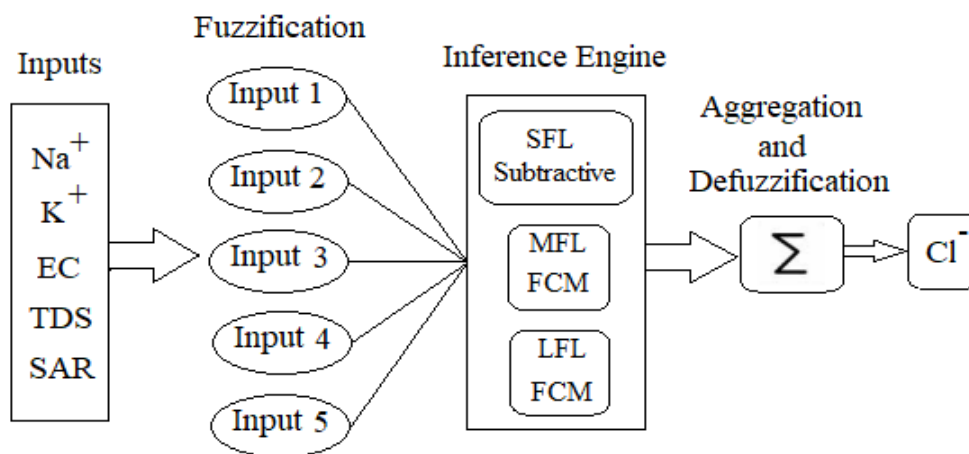 Inputs
Na+
K+
EC
TDS
SAR
Fuzzification
Input 1
Input 2
Input 3
Input 4
Input 5
Inference Engine
SFL
Subtractive
MFL
FCM
LFL
FCM
Aggregation
and
Defuzzification
Σ
Cl-